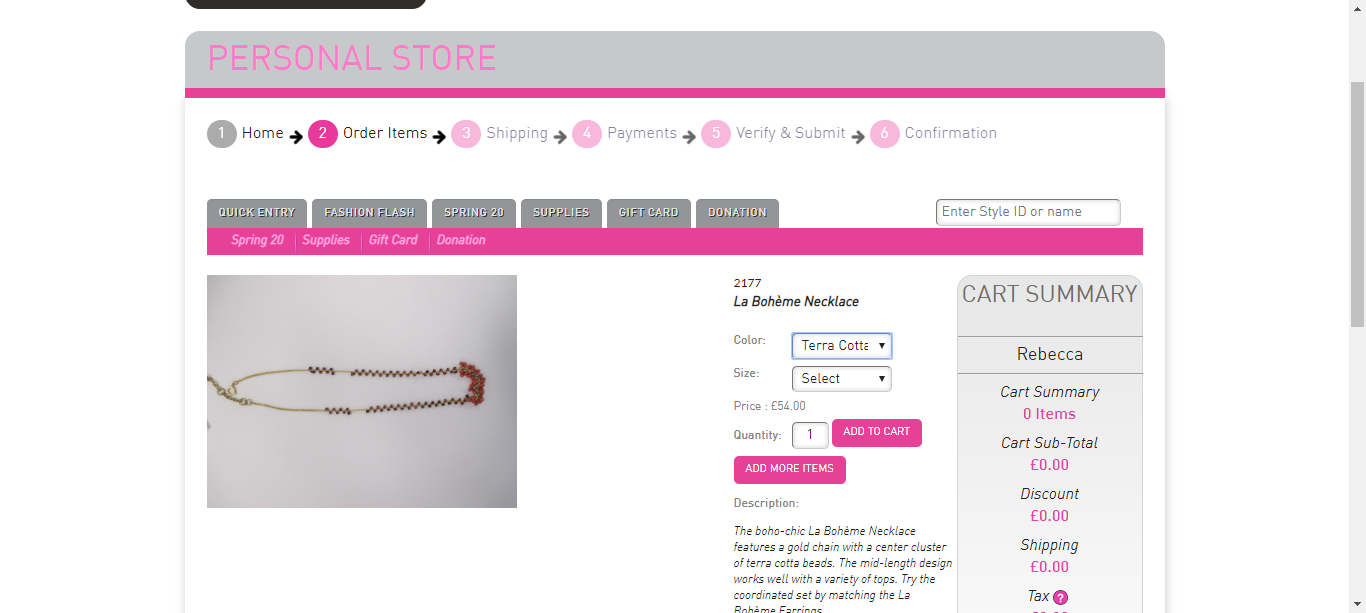 PERSONAL STORE
1 Home 2 Order Items 3 Shipping 4 Payments 5 Verify & Submit 6 Confirmation
QUICK ENTRY FASHION FLASH SPRING 20 SUPPLIES GIFT CARD DONATION Enter Style ID or name
Spring 20 Supplies Gift Card Donation
2177
La Bohème Necklace
Color: Terra Cotta
Size: Select
Price : £54.00
Quantity: 1 ADD TO CART
ADD MORE ITEMS
Description:
The boho-chic La Bohème Necklace
features a gold chain with a center cluster
of terra cotta beads. The mid-length design
works well with a variety of tops. Try the
coordinated set by matching the La
Bohème Earrings
CART SUMMARY
Rebecca
Cart Summary
0 Items
Cart Sub-Total
£0.00
Discount
£0.00
Shipping
£0.00
Tax ?